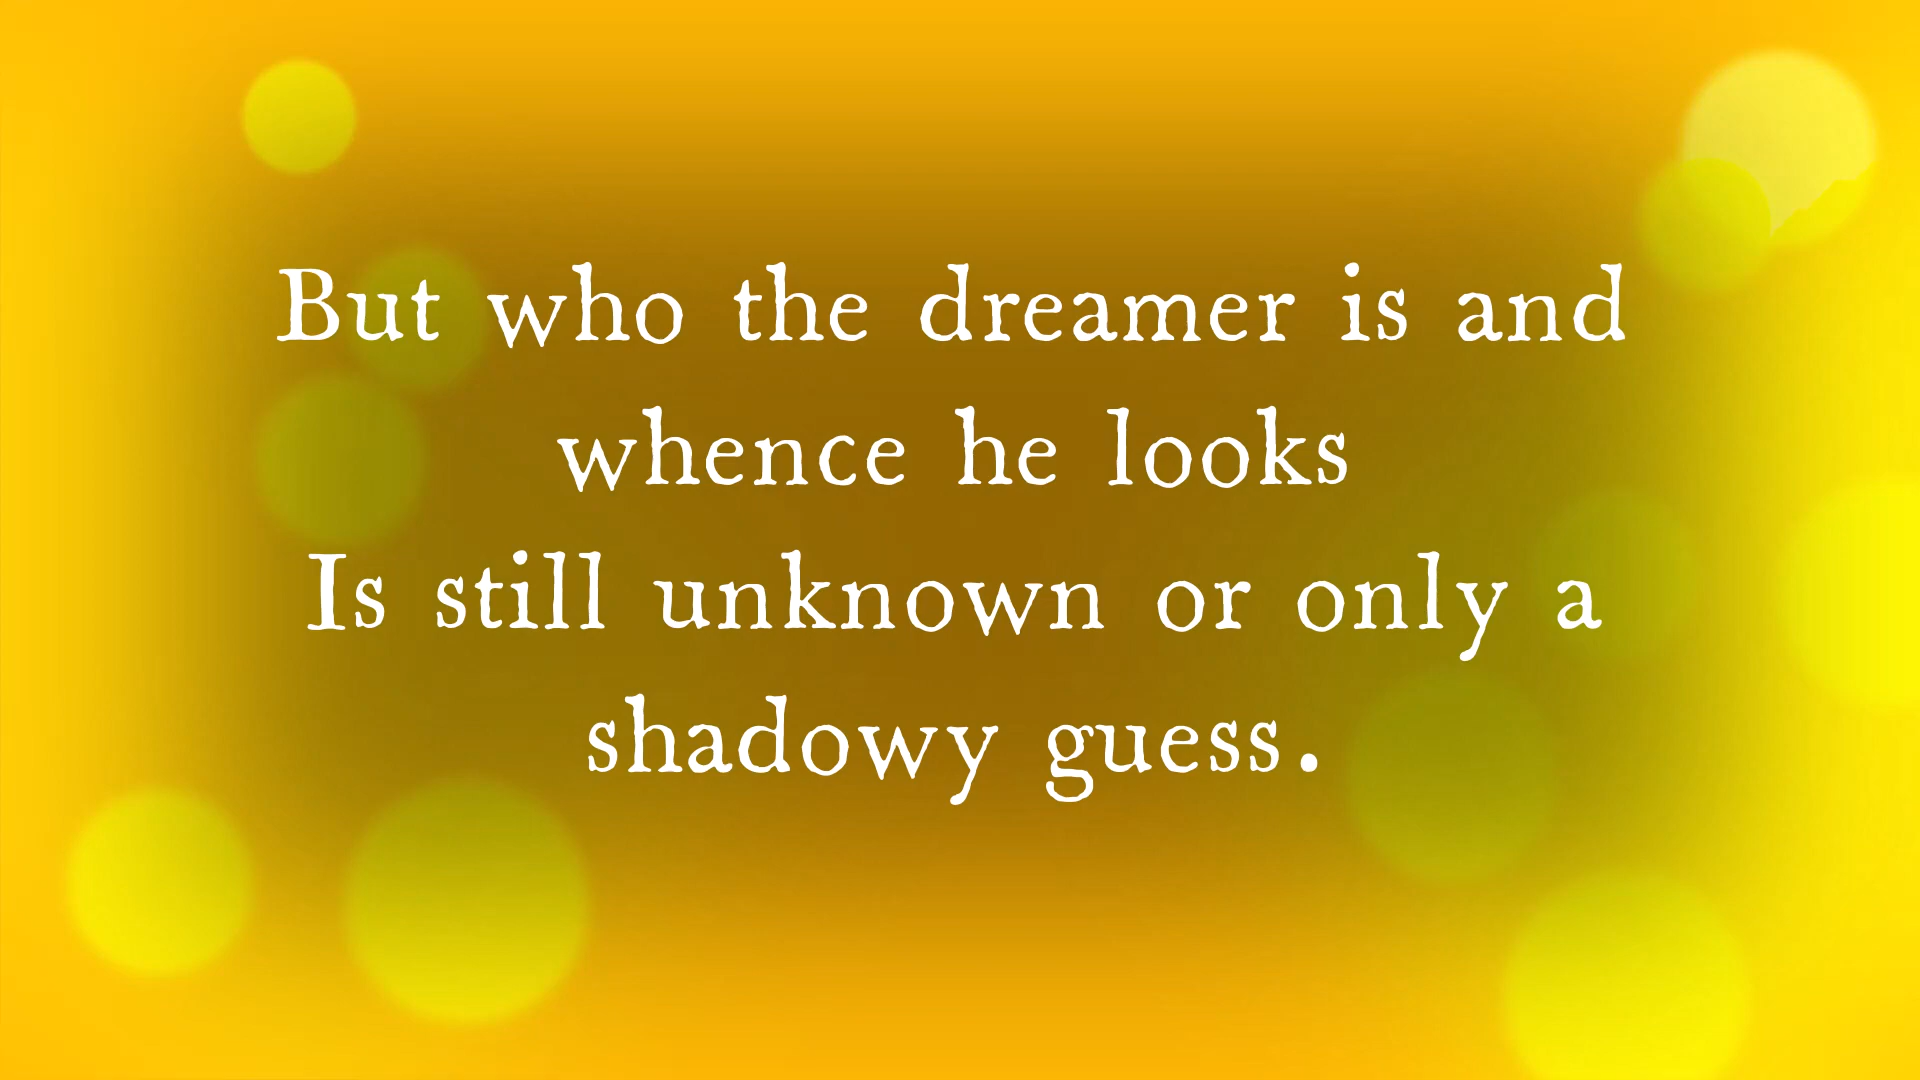 But who the dreamer is and
whence he looks
Is still unknown or only a
shadowy guess.